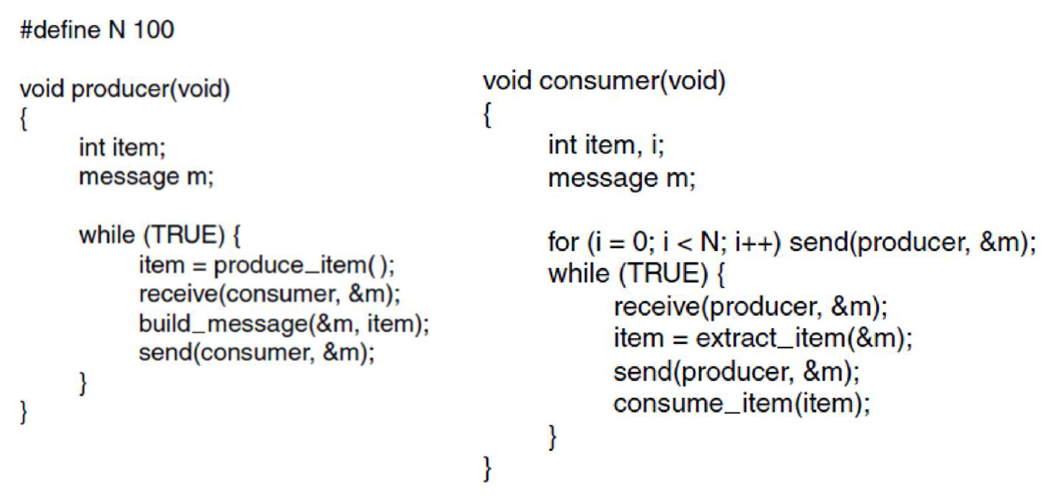 #define N 100
void producer(void)
{
int item;
message m;
while (TRUE) {
item = produce_item( );
receive(consumer, &m);
build_message(&m, item);
send(consumer, &m);
}
}
void consumer(void)
{
int item, i;
message m;
for (i = 0; i < N; i++) send(producer, &m);
while (TRUE) {
receive(producer, &m);
item = extract_item(&m);
send(producer, &m);
consume_item(item);
}
}